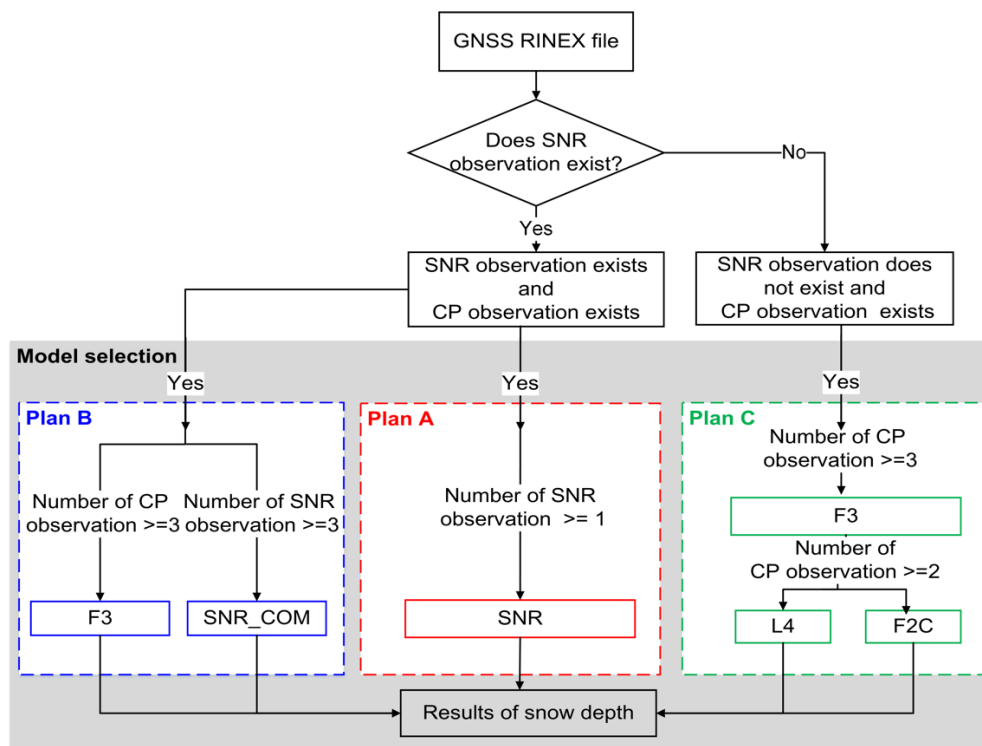 GNSS RINEX file
Does SNR
observation exist?
No
Yes
SNR observation exists
and
CP observation exists
SNR observation does
not exist and
CP observation exists
Model selection
Yes
Yes
Yes
Plan B
Number of CP
observation >=3
Number of SNR
observation >=3
F3
SNR_COM
Plan A
Number of SNR
observation >= 1
SNR
Plan C
Number of CP
observation >=3
F3
Number of
CP observation >=2
L4
F2C
Results of snow depth